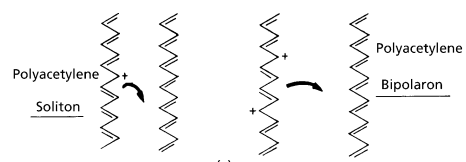 Polyacetylene
+
Soliton
+
+
Polyacetylene
Bipolaron